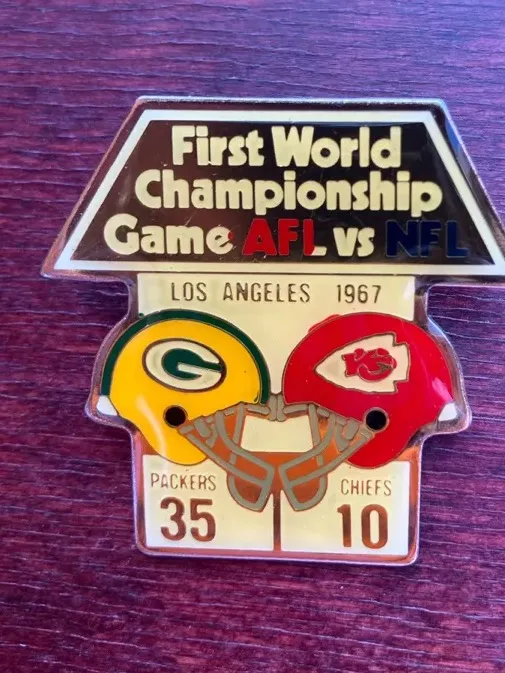 First World
Championship
Game AFL vs NFL
LOS ANGELES 1967
G
PACKERS
35
CHIEFS
10